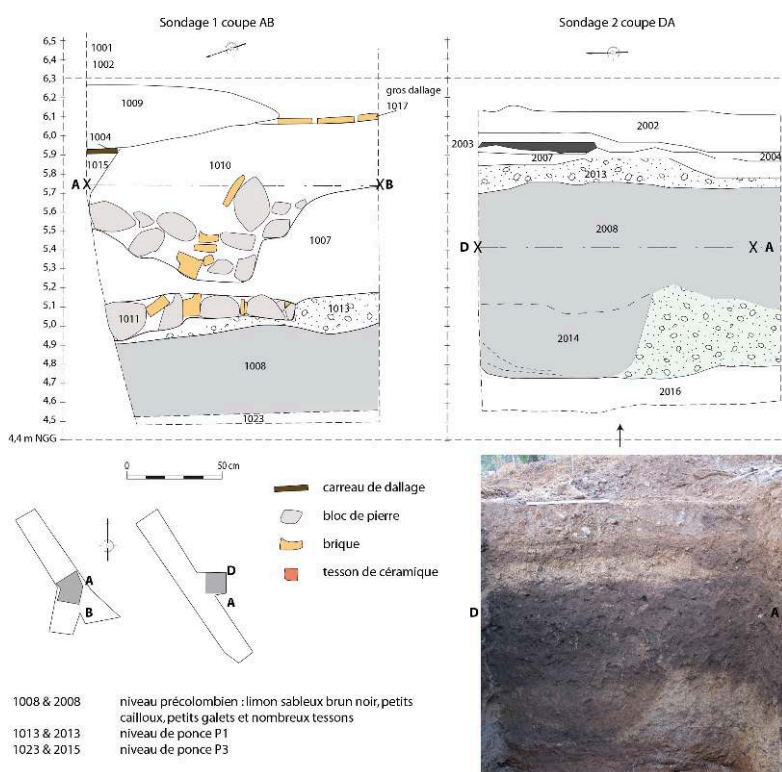 Sondage 1 coupe AB
Sondage 2 coupe DA
6,5
6,4
6,3
6,2
6,1
6,0
5,9
5,8
5,7
5,6
5,5
5,4
5,3
5,2
5,1
5,0
4,9
4,8
4,7
4,6
4,5
4,4 m NGG
1001
1002
1009
gros dallage
1017
1004
1015
1010
A
B
1007
1011
1013
1008
1023
2002
2003
2007
2004
2013
2008
D
A
2014
2016
0
50 cm
carreau de dallage
bloc de pierre
brique
tesson de céramique
A
B
D
A
D
A
1008 & 2008 niveau précolombien : limon sableux brun noir, petits
cailloux, petits galets et nombreux tessons
1013 & 2013 niveau de ponce P1
1023 & 2015 niveau de ponce P3